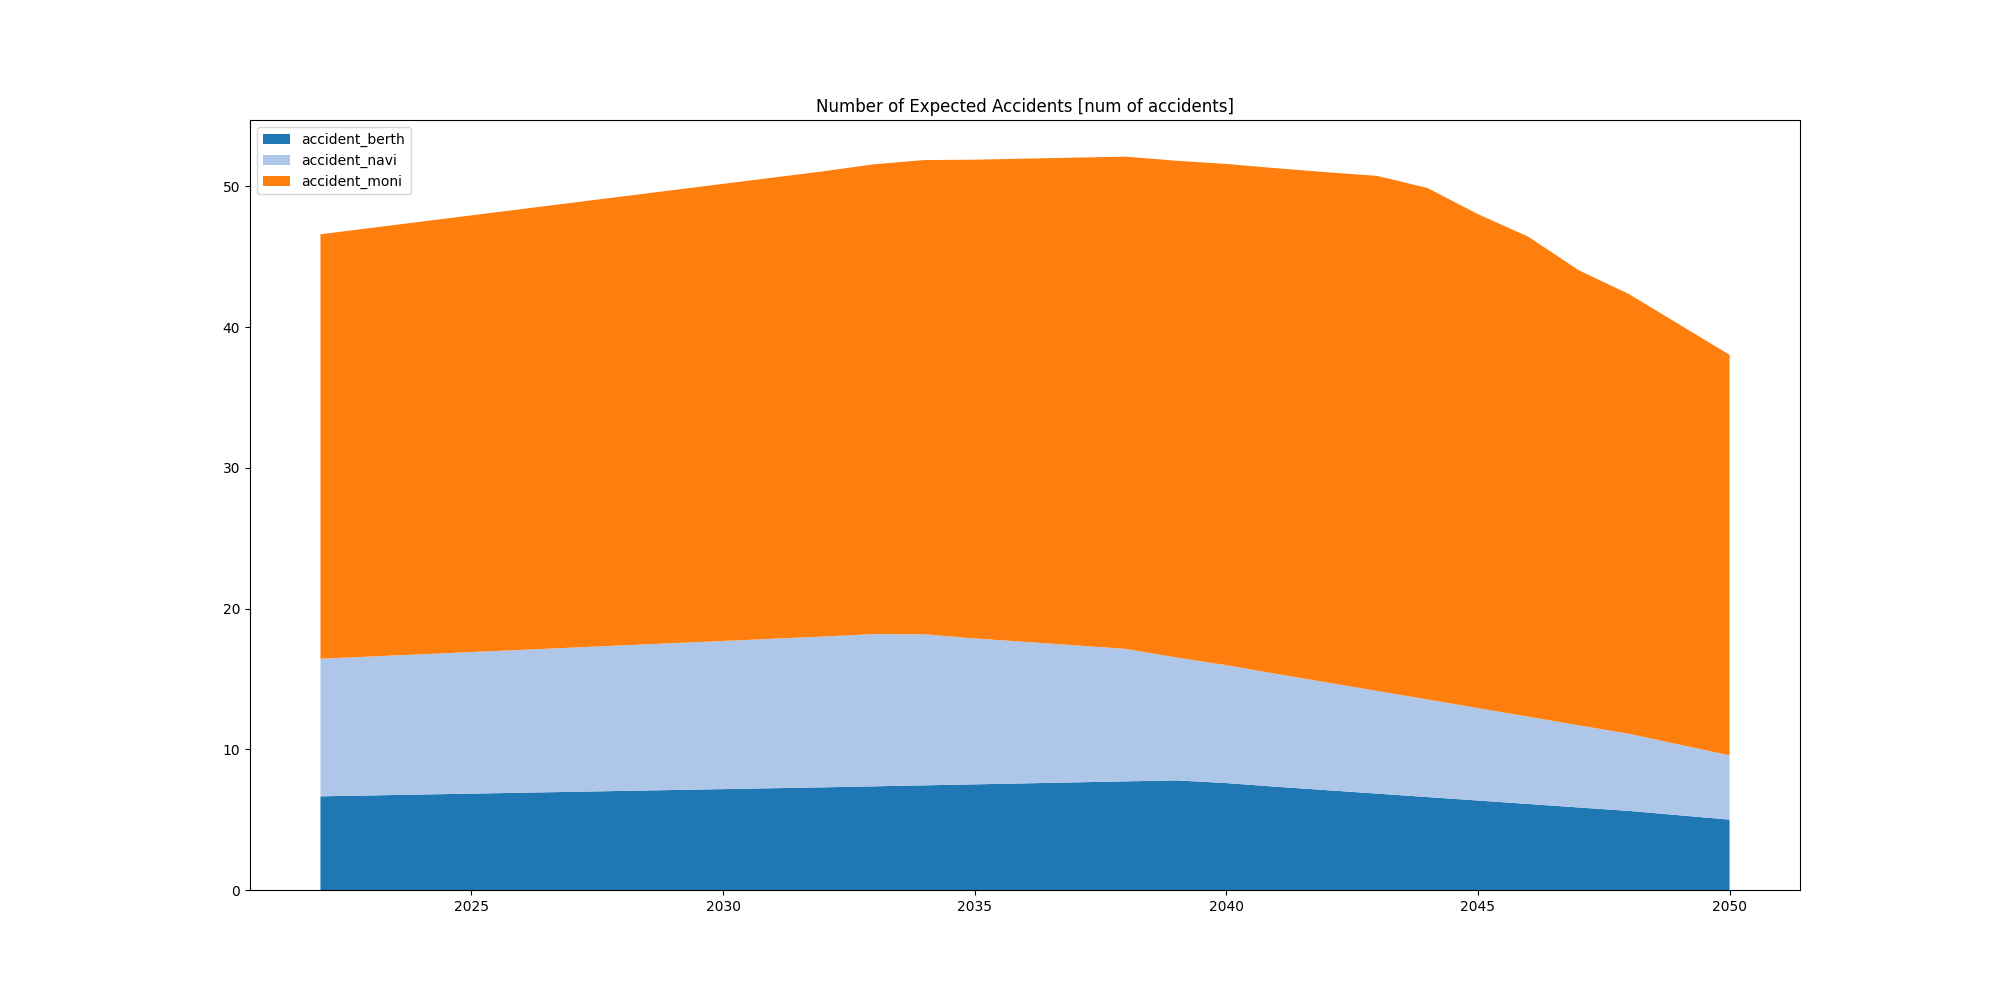 Number of Expected Accidents [num of accidents]
accident_berth
accident_navi
accident_moni
50
40
30
20
10
0
2025 2030 2035 2040 2045 2050